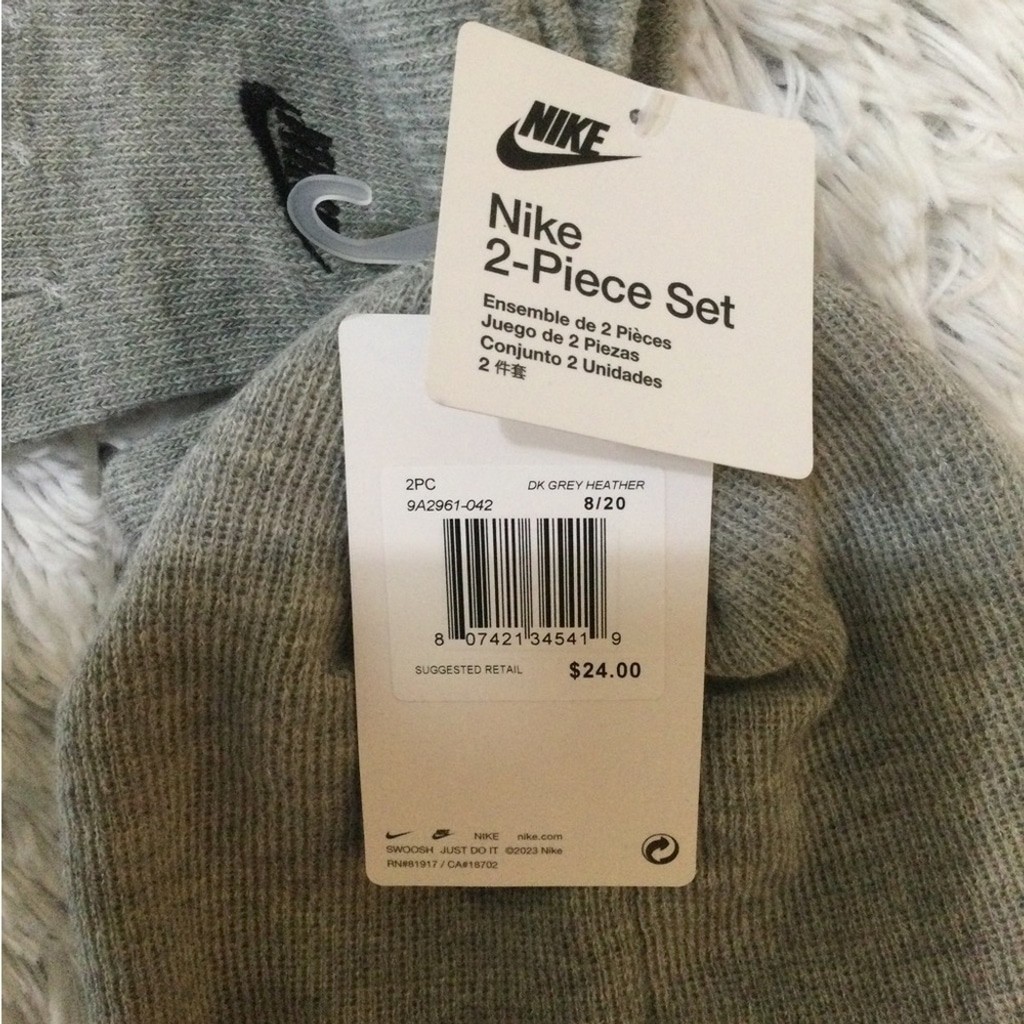 NIKE
Nike
2-Piece Set
Ensemble de 2 Pièces
Juego de 2 Piezas
Conjunto 2 Unidades
2 件套
2PC DK GREY HEATHER
9A2961-042 8/20
8 07421 34541 9
SUGGESTED RETAIL $24.00
NIKE nike.com
SWOOSH JUST DO IT ©2023 Nike
RN#81917 / CA#18702